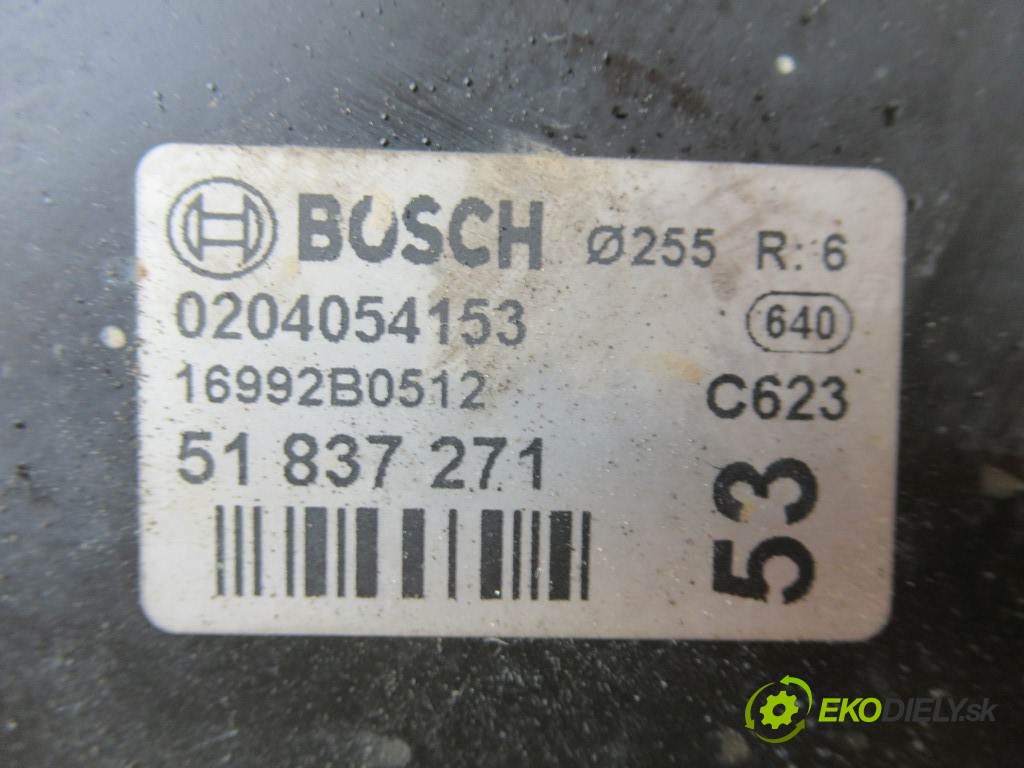 BOSCH Ø255 R: 6
0204054153 640
16992B0512 C623
51 837 271
53
EKODIELY.sk